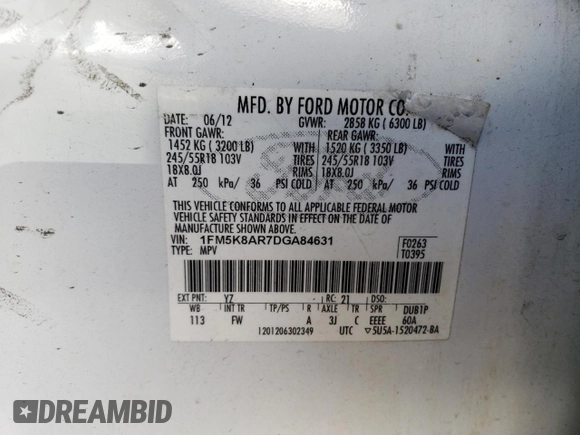 MFD. BY FORD MOTOR CO.
DATE: 06/12 GVWR: 2858 KG ( 6300 LB)
FRONT GAWR: REAR GAWR:
1452 KG ( 3200 LB) WITH 1520 KG ( 3350 LB) WITH
245/55R18 103V TIRES 245/55R18 103V TIRES
18X8.0J RIMS 18X8.0J RIMS
AT 250 kPa/ 36 PSI COLD AT 250 kPa/ 36 PSI COLD
THIS VEHICLE CONFORMS TO ALL APPLICABLE FEDERAL MOTOR
VEHICLE SAFETY AND BUMPER STANDARDS IN EFFECT ON THE DATE OF
MANUFACTURE SHOWN ABOVE.
VIN: 1FM5K8AR7DGA84631 F0263
TYPE: MPV T0395
EXT PNT: YZ RC: 21 DSO:
WB INT TR TP/PS R AXLE TR SPR DUB1P
113 FW A 3J C EEEE 60A
1201206302349 UTC ▽5U5A-1520472-BA
DREAMBID